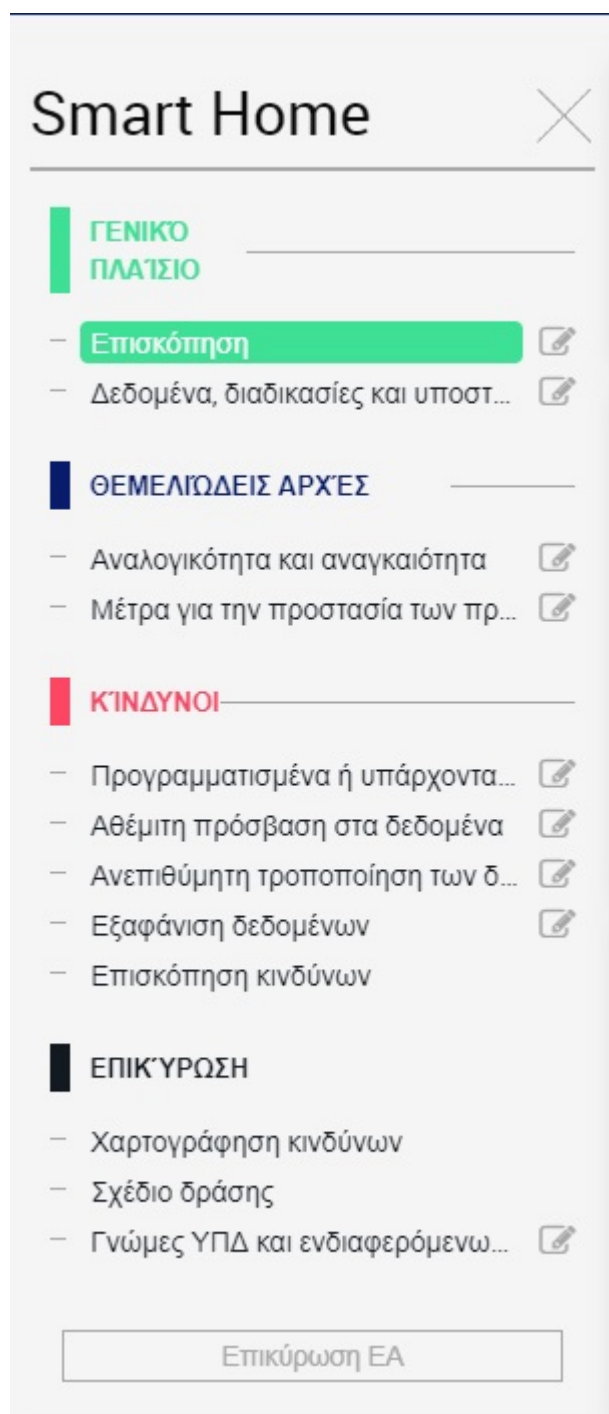 Smart Home
ΓΕΝΙΚΌ
ΠΛΑΊΣΙΟ
Επισκόπηση
Δεδομένα, διαδικασίες και υποστ...
ΘΕΜΕΛΙΏΔΕΙΣ ΑΡΧΈΣ
Αναλογικότητα και αναγκαιότητα
Μέτρα για την προστασία των πρ...
ΚΊΝΔΥΝΟΙ
Προγραμματισμένα ή υπάρχοντα...
Αθέμιτη πρόσβαση στα δεδομένα
Ανεπιθύμητη τροποποίηση των δ...
Εξαφάνιση δεδομένων
Επισκόπηση κινδύνων
ΕΠΙΚΎΡΩΣΗ
Χαρτογράφηση κινδύνων
Σχέδιο δράσης
Γνώμες ΥΠΔ και ενδιαφερόμενω...
Επικύρωση ΕΑ